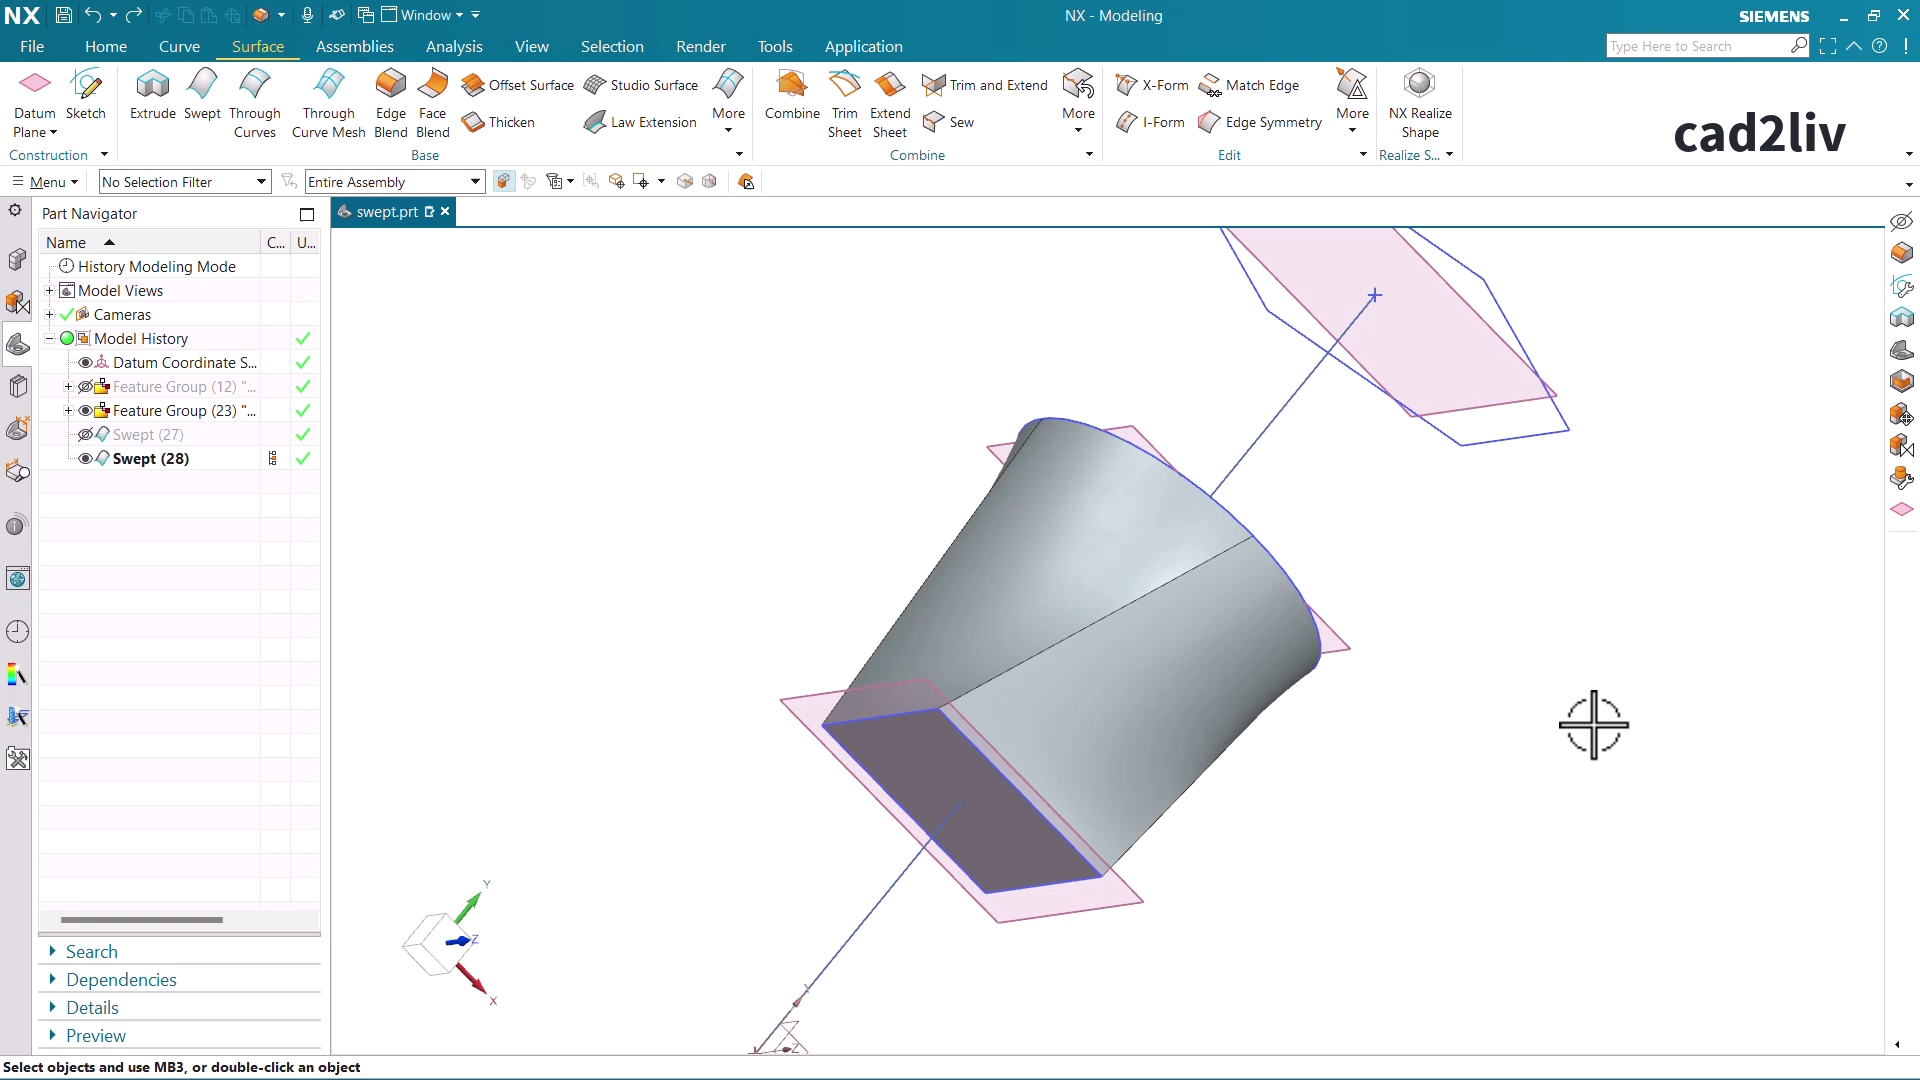 NX
Window
NX - Modeling
SIEMENS
File
Home
Curve
Surface
Assemblies
Analysis
View
Selection
Render
Tools
Application
Type Here to Search
Datum
Plane
Sketch
Extrude
Swept
Through
Curves
Through
Curve Mesh
Edge
Blend
Face
Blend
Offset Surface
Thicken
Studio Surface
Law Extension
More
Combine
Trim
Sheet
Extend
Sheet
Trim and Extend
Sew
More
X-Form
I-Form
Match Edge
Edge Symmetry
More
NX Realize
Shape
cad2liv
Construction
Base
Combine
Edit
Realize S...
Menu
No Selection Filter
Entire Assembly
Part Navigator
swept.prt
Name
C...
U...
History Modeling Mode
Model Views
Cameras
Model History
Datum Coordinate S...
Feature Group (12) "...
Feature Group (23) "...
Swept (27)
Swept (28)
Y
Z
X
Y
Z
Search
Dependencies
Details
Preview
Select objects and use MB3, or double-click an object